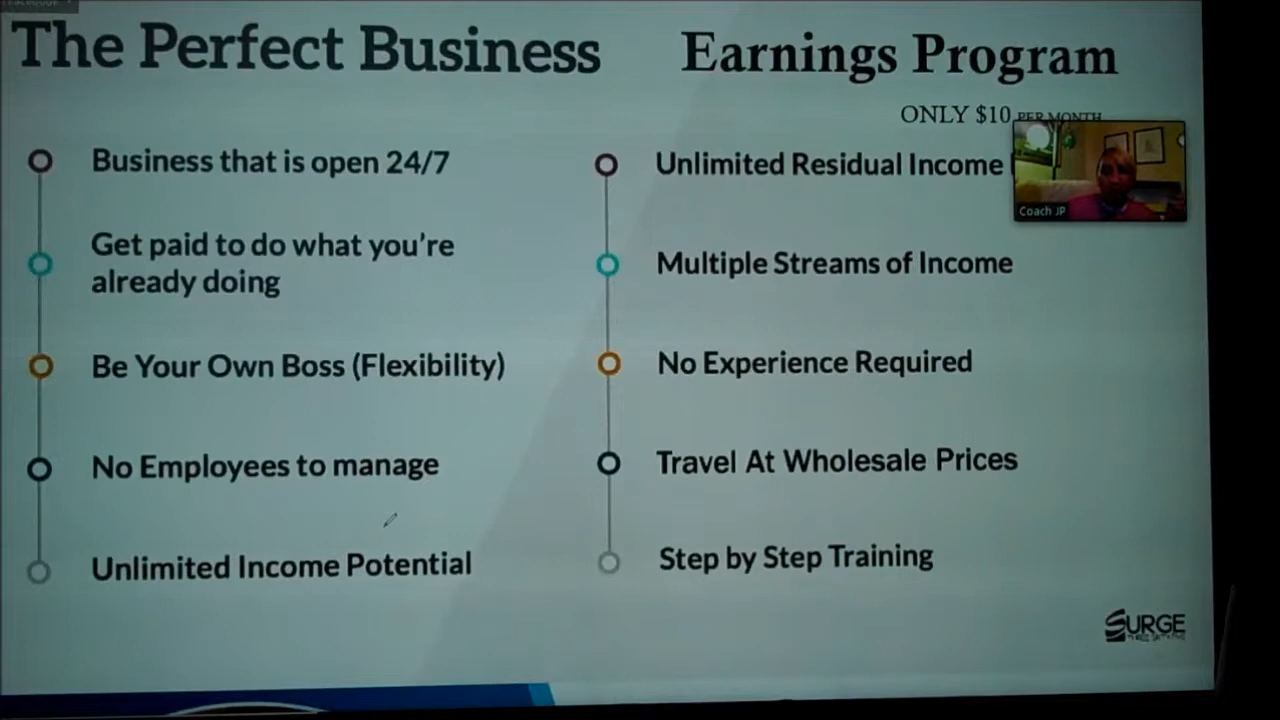 The Perfect Business
Business that is open 24/7
Get paid to do what you're
already doing
Be Your Own Boss (Flexibility)
No Employees to manage
Unlimited Income Potential
Earnings Program
ONLY $10 PER MONTH
Unlimited Residual Income
Multiple Streams of Income
No Experience Required
Travel At Wholesale Prices
Step by Step Training
Coach JP
SURGE